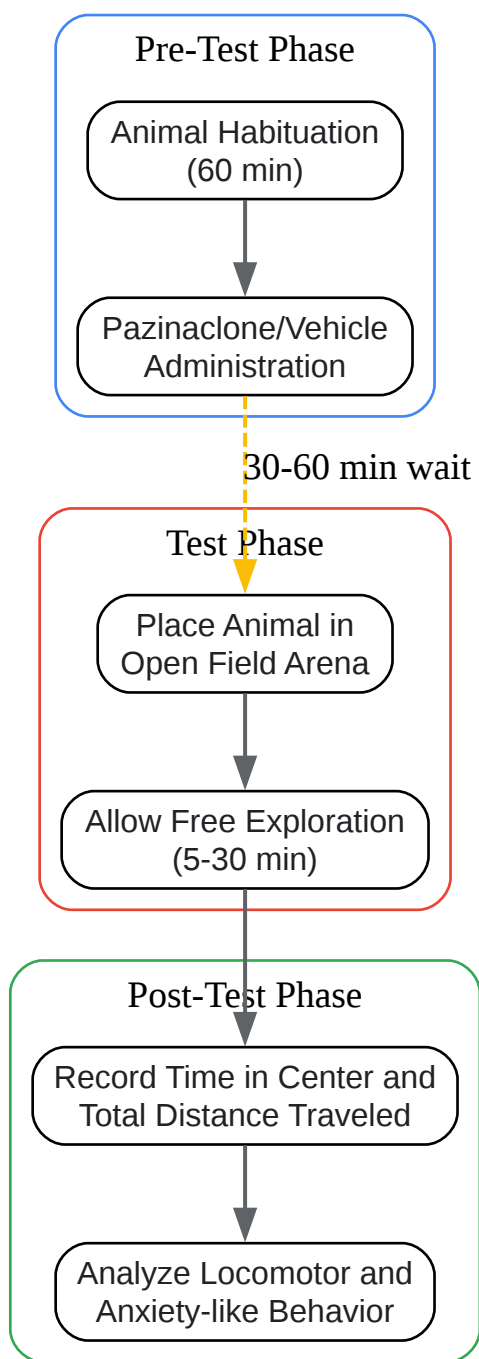 Pre-Test Phase
Animal Habituation
(60 min)
Pazinaclone/Vehicle
Administration
30-60 min wait
Test Phase
Place Animal in
Open Field Arena
Allow Free Exploration
(5-30 min)
Post-Test Phase
Record Time in Center and
Total Distance Traveled
Analyze Locomotor and
Anxiety-like Behavior